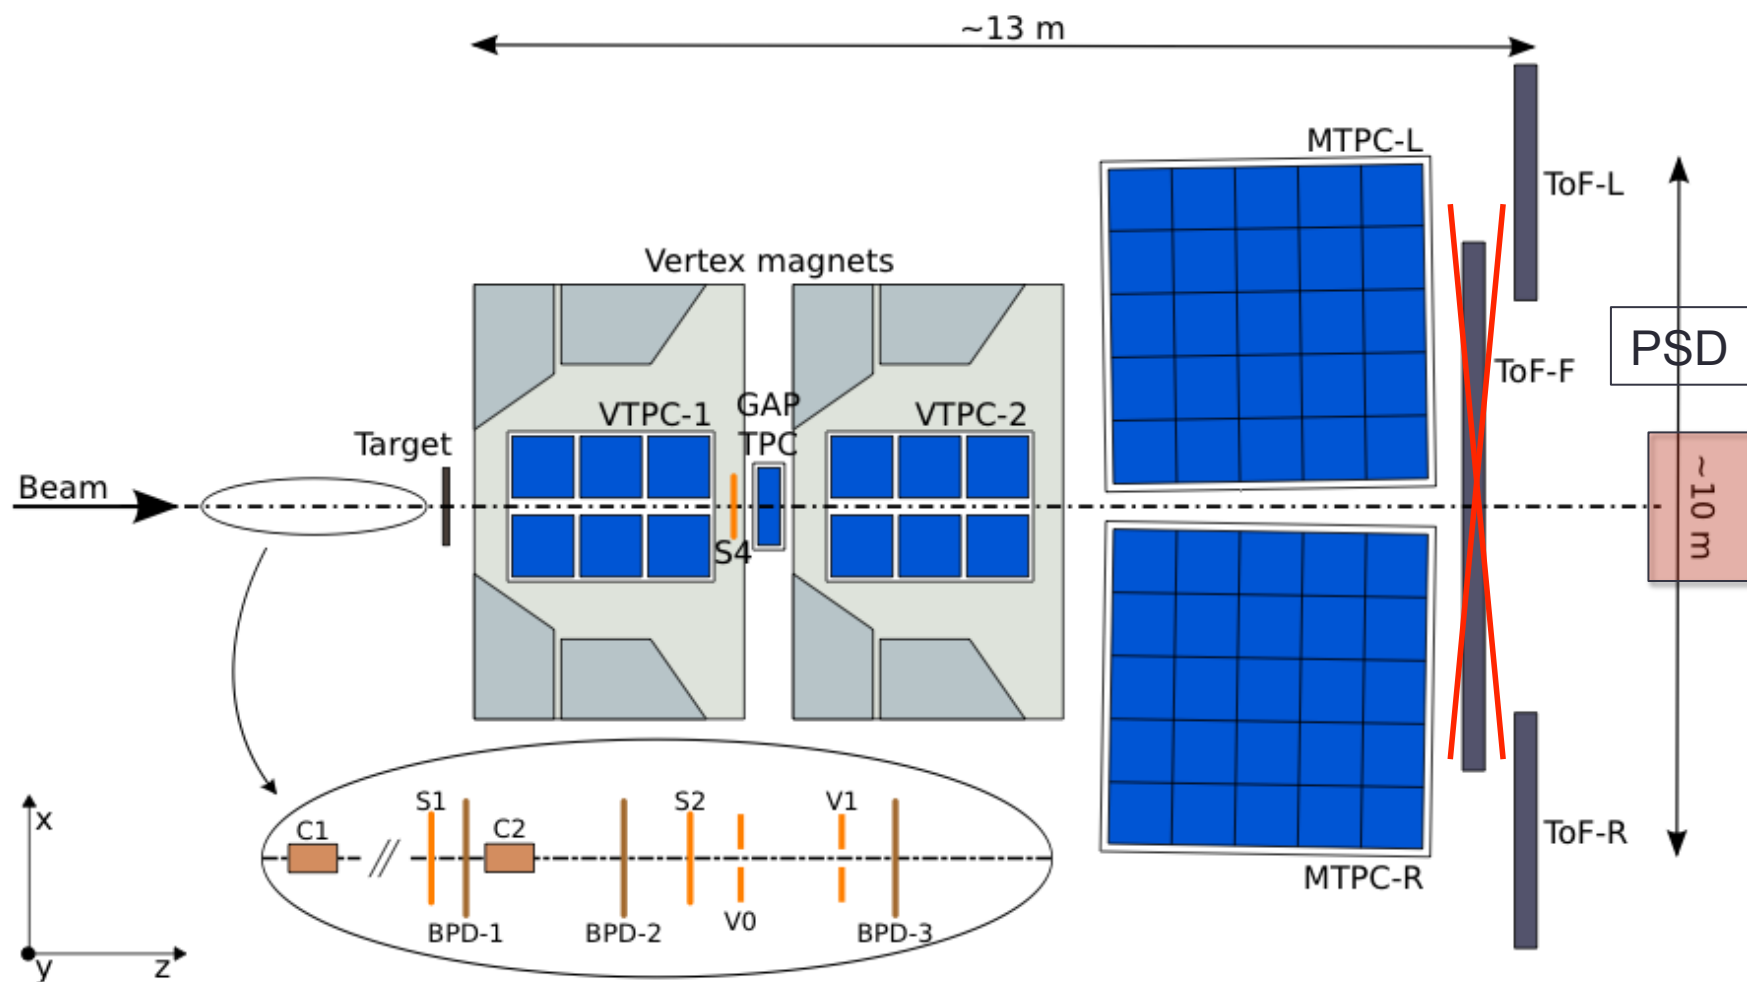 ~13 m
MTPC-L
ToF-L
Vertex magnets
PSD
ToF-F
GAP
TPC
VTPC-1
VTPC-2
Target
Beam
~10 m
S4
S1
S2
V1
C1
C2
x
ToF-R
MTPC-R
V0
BPD-1
BPD-2
BPD-3
y
z